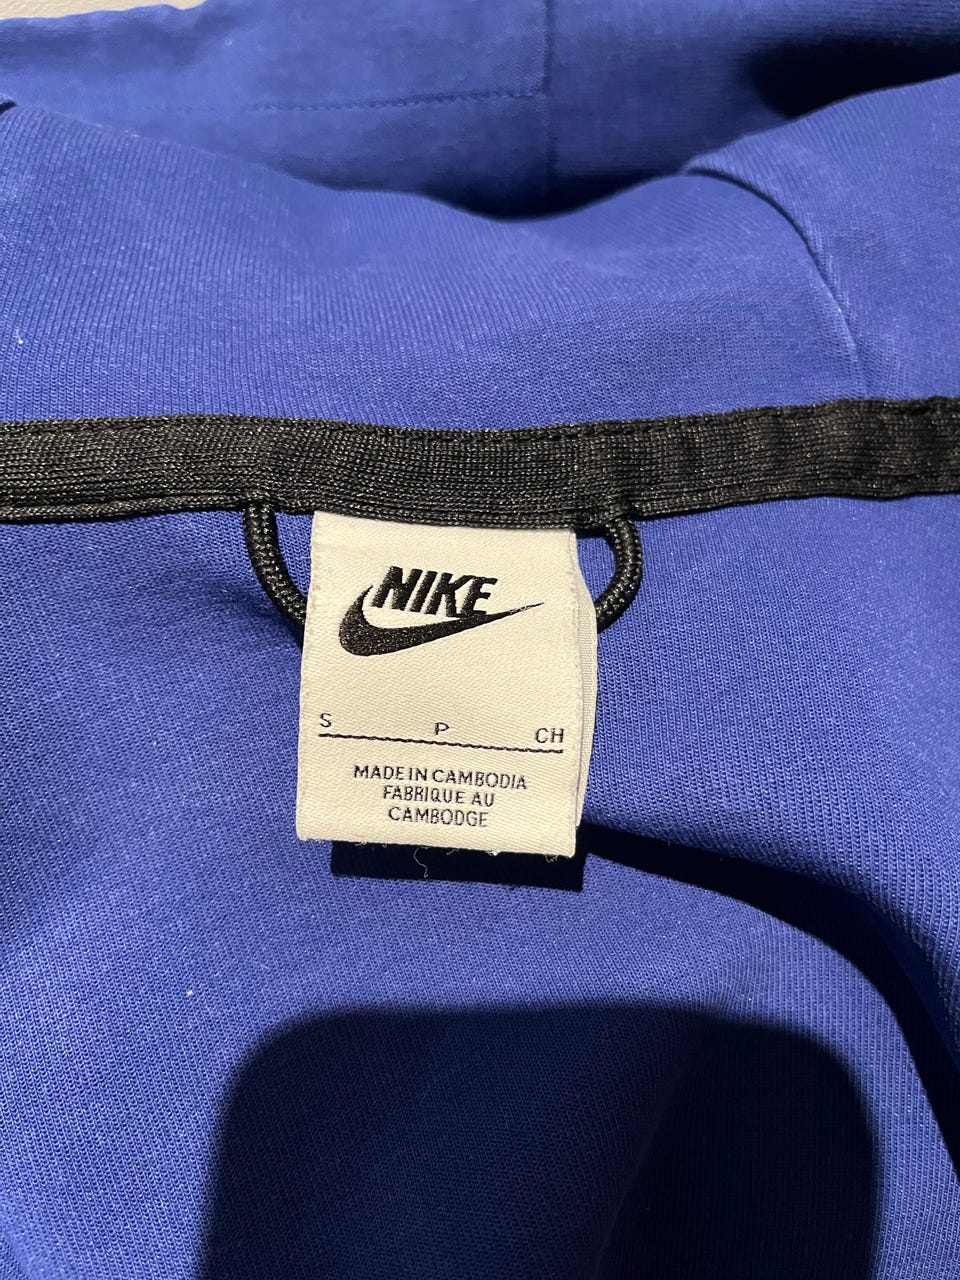 NIKE
S P CH
MADE IN CAMBODIA
FABRIQUE AU
CAMBODGE